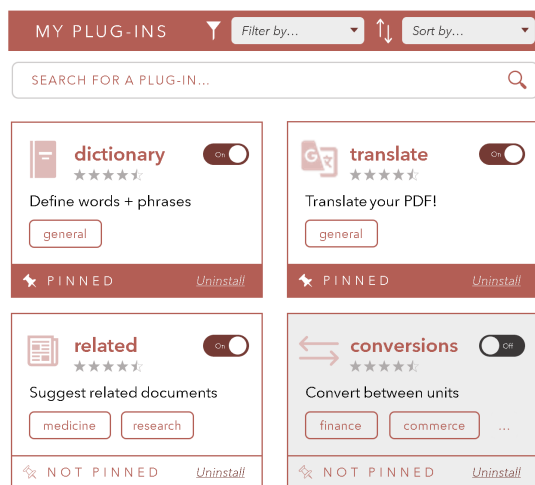 MY PLUG-INS Filter by... Sort by...
SEARCH FOR A PLUG-IN...
dictionary On
Define words + phrases
general
PINNED Uninstall
G translate On
Translate your PDF!
general
PINNED Uninstall
related On
Suggest related documents
medicine research
NOT PINNED Uninstall
conversions Off
Convert between units
finance commerce ...
NOT PINNED Uninstall